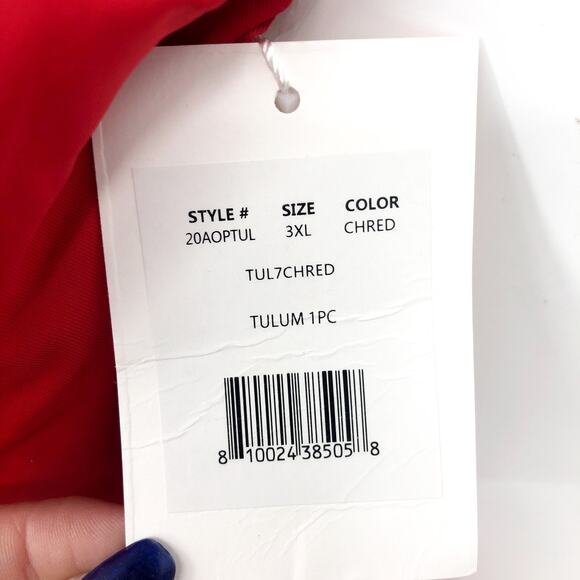 STYLE # SIZE COLOR
20AOPTUL 3XL CHRED
TUL7CHRED
TULUM 1PC
8 10024 38505 8